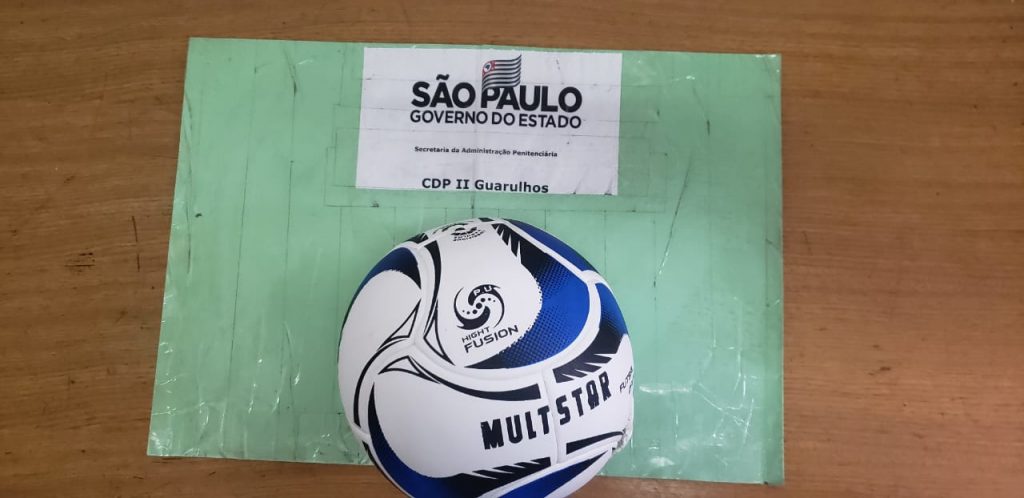 SÃO PAULO
GOVERNO DO ESTADO
Secretaria da Administração Penitenciária
CDP II Guarulhos
PU
HIGHT
FUSION
MULTSTAR